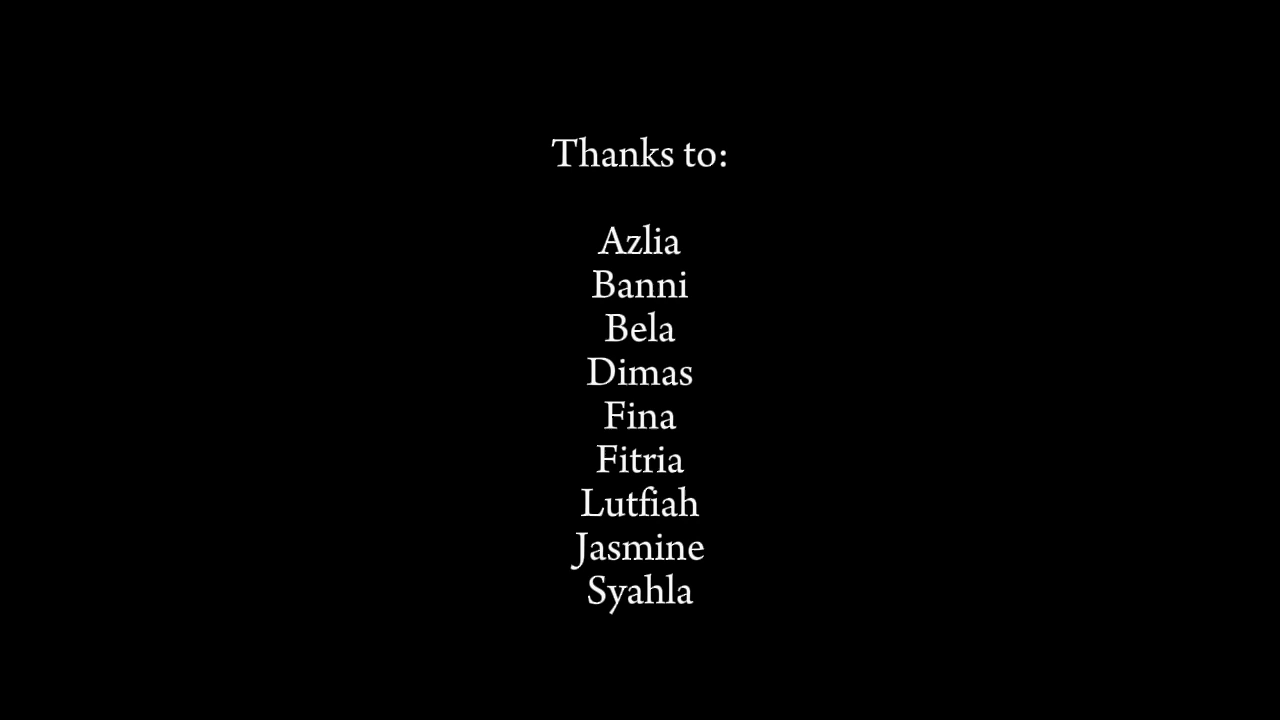 Thanks to:
Azlia
Banni
Bela
Dimas
Fina
Fitria
Lutfiah
Jasmine
Syahla